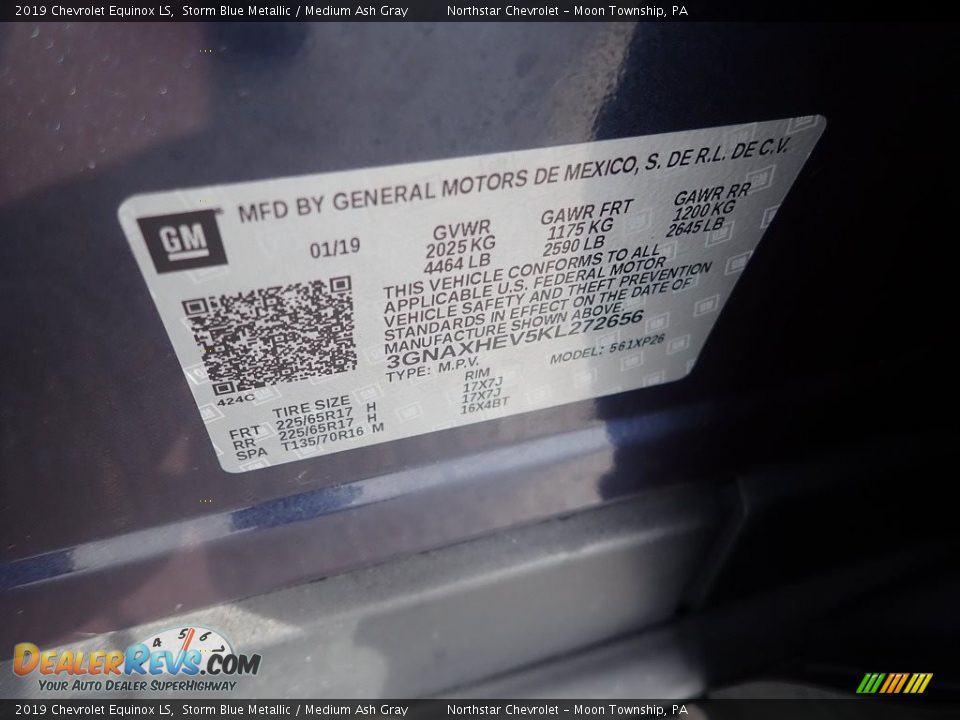 2019 Chevrolet Equinox LS, Storm Blue Metallic / Medium Ash Gray Northstar Chevrolet - Moon Township, PA
GM
MFD BY GENERAL MOTORS DE MEXICO, S. DE R.L. DE C.V.
01/19 GVWR GAWR FRT GAWR RR
2025 KG 1175 KG 1200 KG
4464 LB 2590 LB 2645 LB
THIS VEHICLE CONFORMS TO ALL
APPLICABLE U.S. FEDERAL MOTOR
VEHICLE SAFETY AND THEFT PREVENTION
STANDARDS IN EFFECT ON THE DATE OF
MANUFACTURE SHOWN ABOVE.
3GNAXHEV5KL272656
TYPE: M.P.V. MODEL: 561XP26
424C
TIRE SIZE RIM
FRT 225/65R17 H 17X7J
RR 225/65R17 H 17X7J
SPA T135/70R16 M 16X4BT
4 5 6 7
DEALERREVS.COM
YOUR AUTO DEALER SUPERHIGHWAY
2019 Chevrolet Equinox LS, Storm Blue Metallic / Medium Ash Gray Northstar Chevrolet - Moon Township, PA